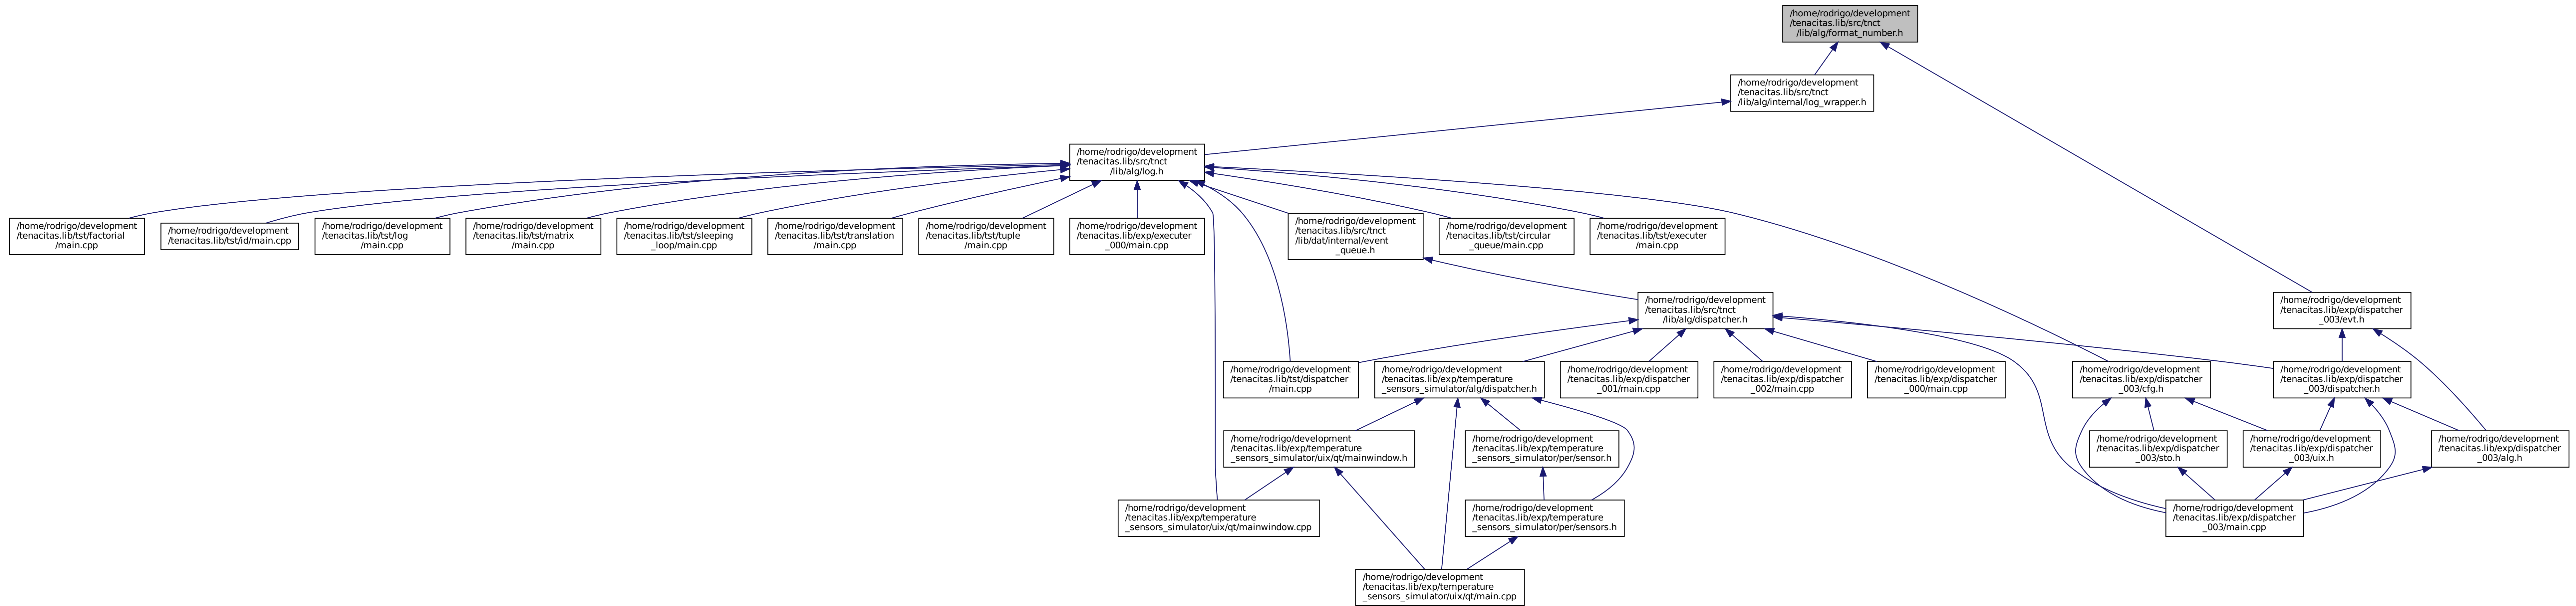 /home/rodrigo/development
/tenacitas.lib/src/tnct
/lib/alg/format_number.h
/home/rodrigo/development
/tenacitas.lib/src/tnct
/lib/alg/internal/log_wrapper.h
/home/rodrigo/development
/tenacitas.lib/src/tnct
/lib/alg/log.h
/home/rodrigo/development
/tenacitas.lib/tst/factorial
/main.cpp
/home/rodrigo/development
/tenacitas.lib/tst/id/main.cpp
/home/rodrigo/development
/tenacitas.lib/tst/log
/main.cpp
/home/rodrigo/development
/tenacitas.lib/tst/matrix
/main.cpp
/home/rodrigo/development
/tenacitas.lib/tst/sleeping
_loop/main.cpp
/home/rodrigo/development
/tenacitas.lib/tst/translation
/main.cpp
/home/rodrigo/development
/tenacitas.lib/tst/tuple
/main.cpp
/home/rodrigo/development
/tenacitas.lib/exp/executer
_000/main.cpp
/home/rodrigo/development
/tenacitas.lib/src/tnct
/lib/dat/internal/event
_queue.h
/home/rodrigo/development
/tenacitas.lib/tst/circular
_queue/main.cpp
/home/rodrigo/development
/tenacitas.lib/tst/executer
/main.cpp
/home/rodrigo/development
/tenacitas.lib/src/tnct
/lib/alg/dispatcher.h
/home/rodrigo/development
/tenacitas.lib/exp/dispatcher
_003/evt.h
/home/rodrigo/development
/tenacitas.lib/tst/dispatcher
/main.cpp
/home/rodrigo/development
/tenacitas.lib/exp/temperature
_sensors_simulator/alg/dispatcher.h
/home/rodrigo/development
/tenacitas.lib/exp/dispatcher
_001/main.cpp
/home/rodrigo/development
/tenacitas.lib/exp/dispatcher
_002/main.cpp
/home/rodrigo/development
/tenacitas.lib/exp/dispatcher
_000/main.cpp
/home/rodrigo/development
/tenacitas.lib/exp/dispatcher
_003/cfg.h
/home/rodrigo/development
/tenacitas.lib/exp/dispatcher
_003/dispatcher.h
/home/rodrigo/development
/tenacitas.lib/exp/temperature
_sensors_simulator/uix/qt/mainwindow.h
/home/rodrigo/development
/tenacitas.lib/exp/temperature
_sensors_simulator/per/sensor.h
/home/rodrigo/development
/tenacitas.lib/exp/dispatcher
_003/sto.h
/home/rodrigo/development
/tenacitas.lib/exp/dispatcher
_003/uix.h
/home/rodrigo/development
/tenacitas.lib/exp/dispatcher
_003/alg.h
/home/rodrigo/development
/tenacitas.lib/exp/temperature
_sensors_simulator/uix/qt/mainwindow.cpp
/home/rodrigo/development
/tenacitas.lib/exp/temperature
_sensors_simulator/per/sensors.h
/home/rodrigo/development
/tenacitas.lib/exp/dispatcher
_003/main.cpp
/home/rodrigo/development
/tenacitas.lib/exp/temperature
_sensors_simulator/uix/qt/main.cpp